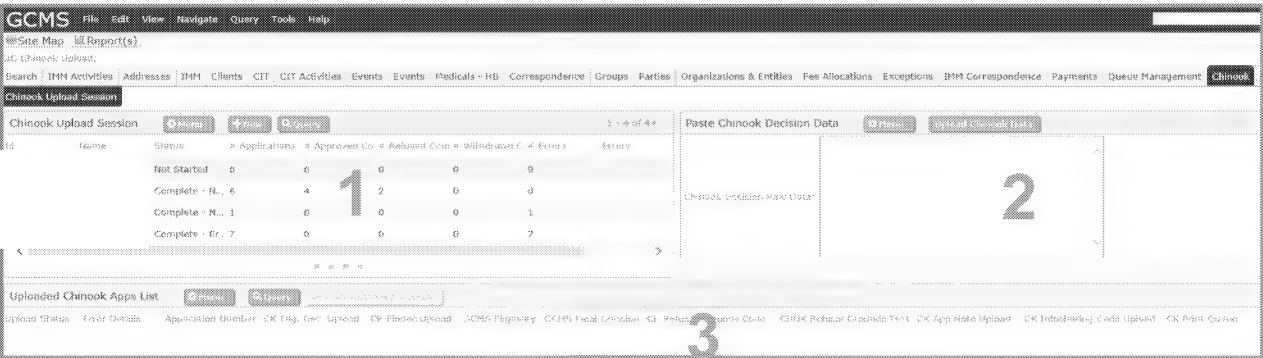 GCMS File Edit View Navigate Query Tools Help
Site Map Report(s)
Chinook Upload:
Search IMM Activities Addresses IMM Clients CIT CIT Activities Events Events Medicals - HB Correspondence Groups Parties Organizations & Entities Fee Allocations Exceptions IMM Correspondence Payments Queue Management Chinook
Chinook Upload Session
Chinook Upload Session Menu New Query 1 - 4 of 4+ Paste Chinook Decision Data Menu Upload Chinook Data
Id Name Status # Applications # Approved Co # Refused Com # Withdrawn C # Errors Errors
Not Started 0 0 0 0 0
Complete - N... 6 4 2 0 0
Chinook Decision Raw Data:
Complete - N... 1 0 0 0 1
Complete - Er... 7 0 0 0 7
1
2
Uploaded Chinook Apps List Menu Query
Upload Status Error Details Application Number CK Elig. Dec. Upload CK Upload GCMS Eligibility GCMS Final Decision CK Code CHOK Refusal Grounds Text CK App Note Upload CK Code Upload CK Print Queue
3